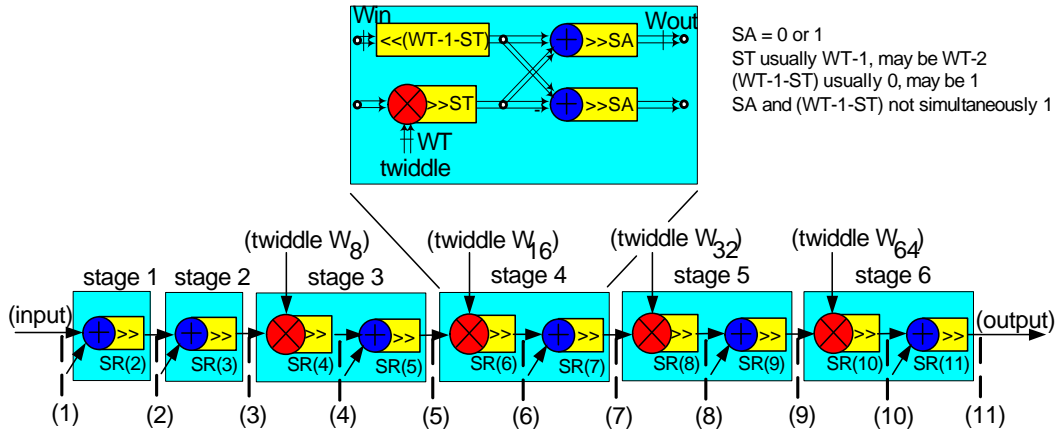 Win
Wout
<<(WT-1-ST)
>>SA
>>ST
>>SA
-
WT
twiddle
SA = 0 or 1
ST usually WT-1, may be WT-2
(WT-1-ST) usually 0, may be 1
SA and (WT-1-ST) not simultaneously 1
(twiddle W8)
(twiddle W16)
(twiddle W32)
(twiddle W64)
stage 1
stage 2
stage 3
stage 4
stage 5
stage 6
(input)
(output)
>>
>>
>>
>>
>>
>>
>>
>>
>>
>>
SR(2)
SR(3)
SR(4)
SR(5)
SR(6)
SR(7)
SR(8)
SR(9)
SR(10)
SR(11)
(1)
(2)
(3)
(4)
(5)
(6)
(7)
(8)
(9)
(10)
(11)